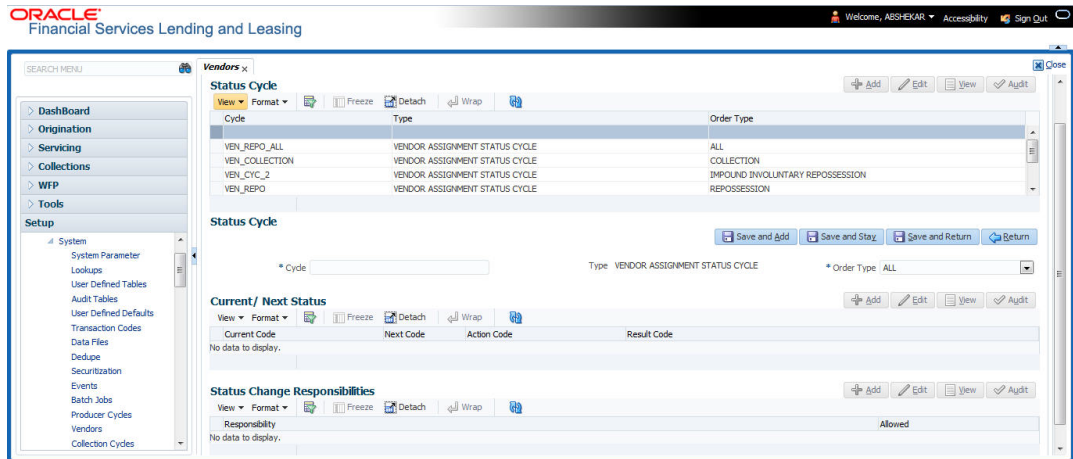 ORACLE
Financial Services Lending and Leasing
Welcome, ABSHEKAR Accessibility Sign Out
SEARCH MENU
DashBoard
Origination
Servicing
Collections
WFP
Tools
Setup
System
System Parameter
Lookups
User Defined Tables
Audit Tables
User Defined Defaults
Transaction Codes
Data Files
Dedupe
Securitization
Events
Batch Jobs
Producer Cycles
Vendors
Collection Cycles
Vendors x
Close
Status Cycle
Add Edit View Audit
View Format Freeze Detach Wrap
Cycle Type Order Type
VEN_REPO_ALL VENDOR ASSIGNMENT STATUS CYCLE ALL
VEN_COLLECTION VENDOR ASSIGNMENT STATUS CYCLE COLLECTION
VEN_CYC_2 VENDOR ASSIGNMENT STATUS CYCLE IMPOUND INVOLUNTARY REPOSSESSION
VEN_REPO VENDOR ASSIGNMENT STATUS CYCLE REPOSSESSION
Status Cycle
Save and Add Save and Stay Save and Return Return
* Cycle Type VENDOR ASSIGNMENT STATUS CYCLE * Order Type ALL
Current/ Next Status
Add Edit View Audit
View Format Freeze Detach Wrap
Current Code Next Code Action Code Result Code
No data to display.
Status Change Responsibilities
Add Edit View Audit
View Format Freeze Detach Wrap
Responsibility Allowed
No data to display.